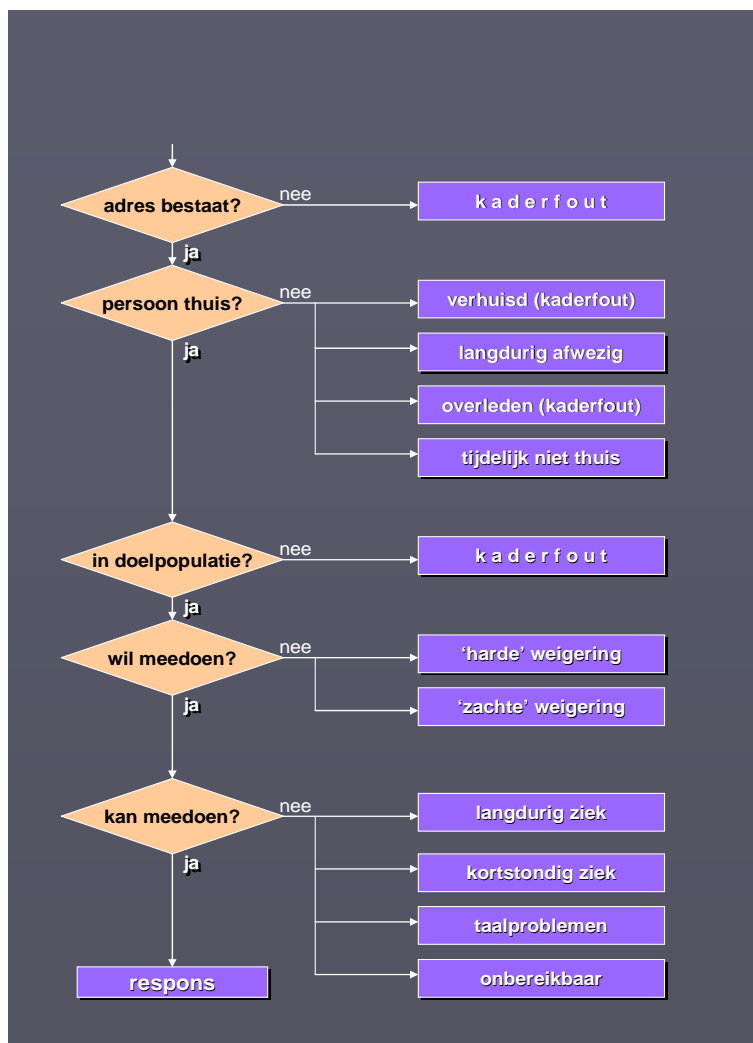 adres bestaat?
nee
k a d e r f o u t
ja
persoon thuis?
nee
verhuisd (kaderfout)
ja
langdurig afwezig
overleden (kaderfout)
tijdelijk niet thuis
in doelpopulatie?
nee
k a d e r f o u t
ja
wil meedoen?
nee
‘harde’ weigering
ja
‘zachte’ weigering
kan meedoen?
nee
langdurig ziek
ja
kortstondig ziek
taalproblemen
onbereikbaar
respons